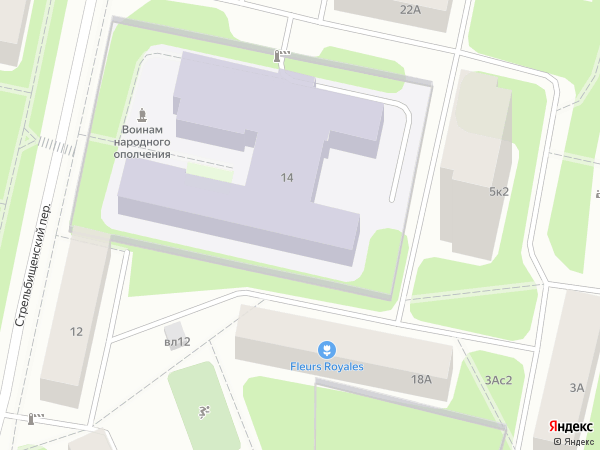 22А
Воинам
народного
ополчения
14
5к2
Стрельбищенский пер.
12
вл12
Fleurs Royales
18А
3Ас2
3А
Яндекс
© Яндекс